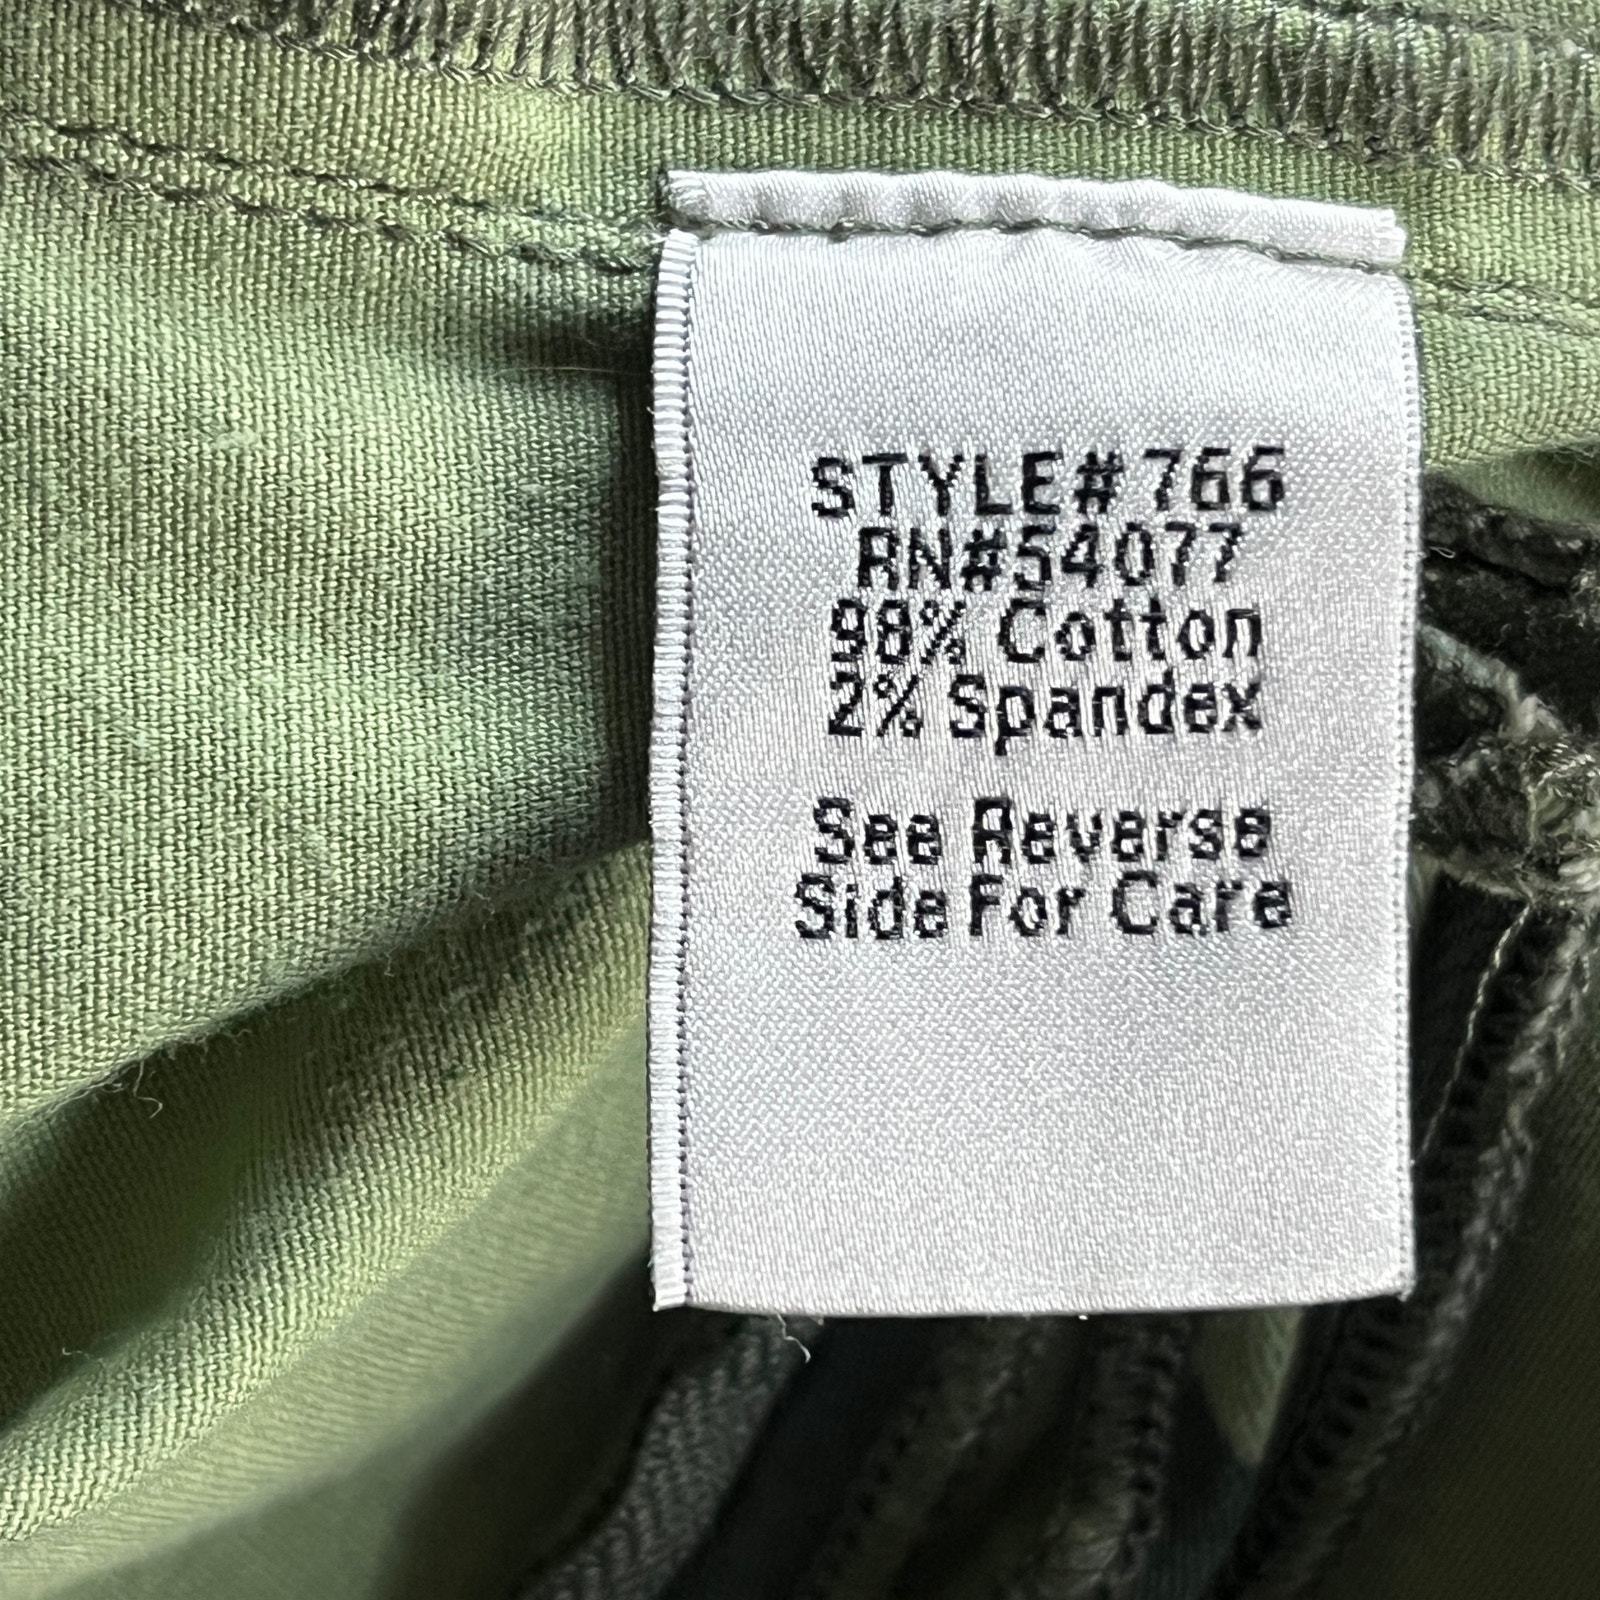 STYLE# 766
RN#54077
98% Cotton
2% Spandex
See Reverse
Side For Care